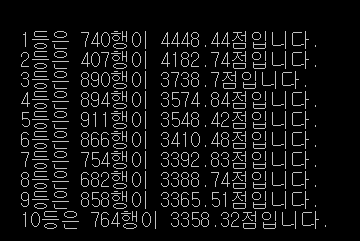 1등은 740행이 4448.44점입니다.
2등은 407행이 4182.74점입니다.
3등은 890행이 3738.7점입니다.
4등은 894행이 3574.84점입니다.
5등은 911행이 3548.42점입니다.
6등은 866행이 3410.48점입니다.
7등은 754행이 3392.83점입니다.
8등은 682행이 3388.74점입니다.
9등은 858행이 3365.51점입니다.
10등은 764행이 3358.32점입니다.